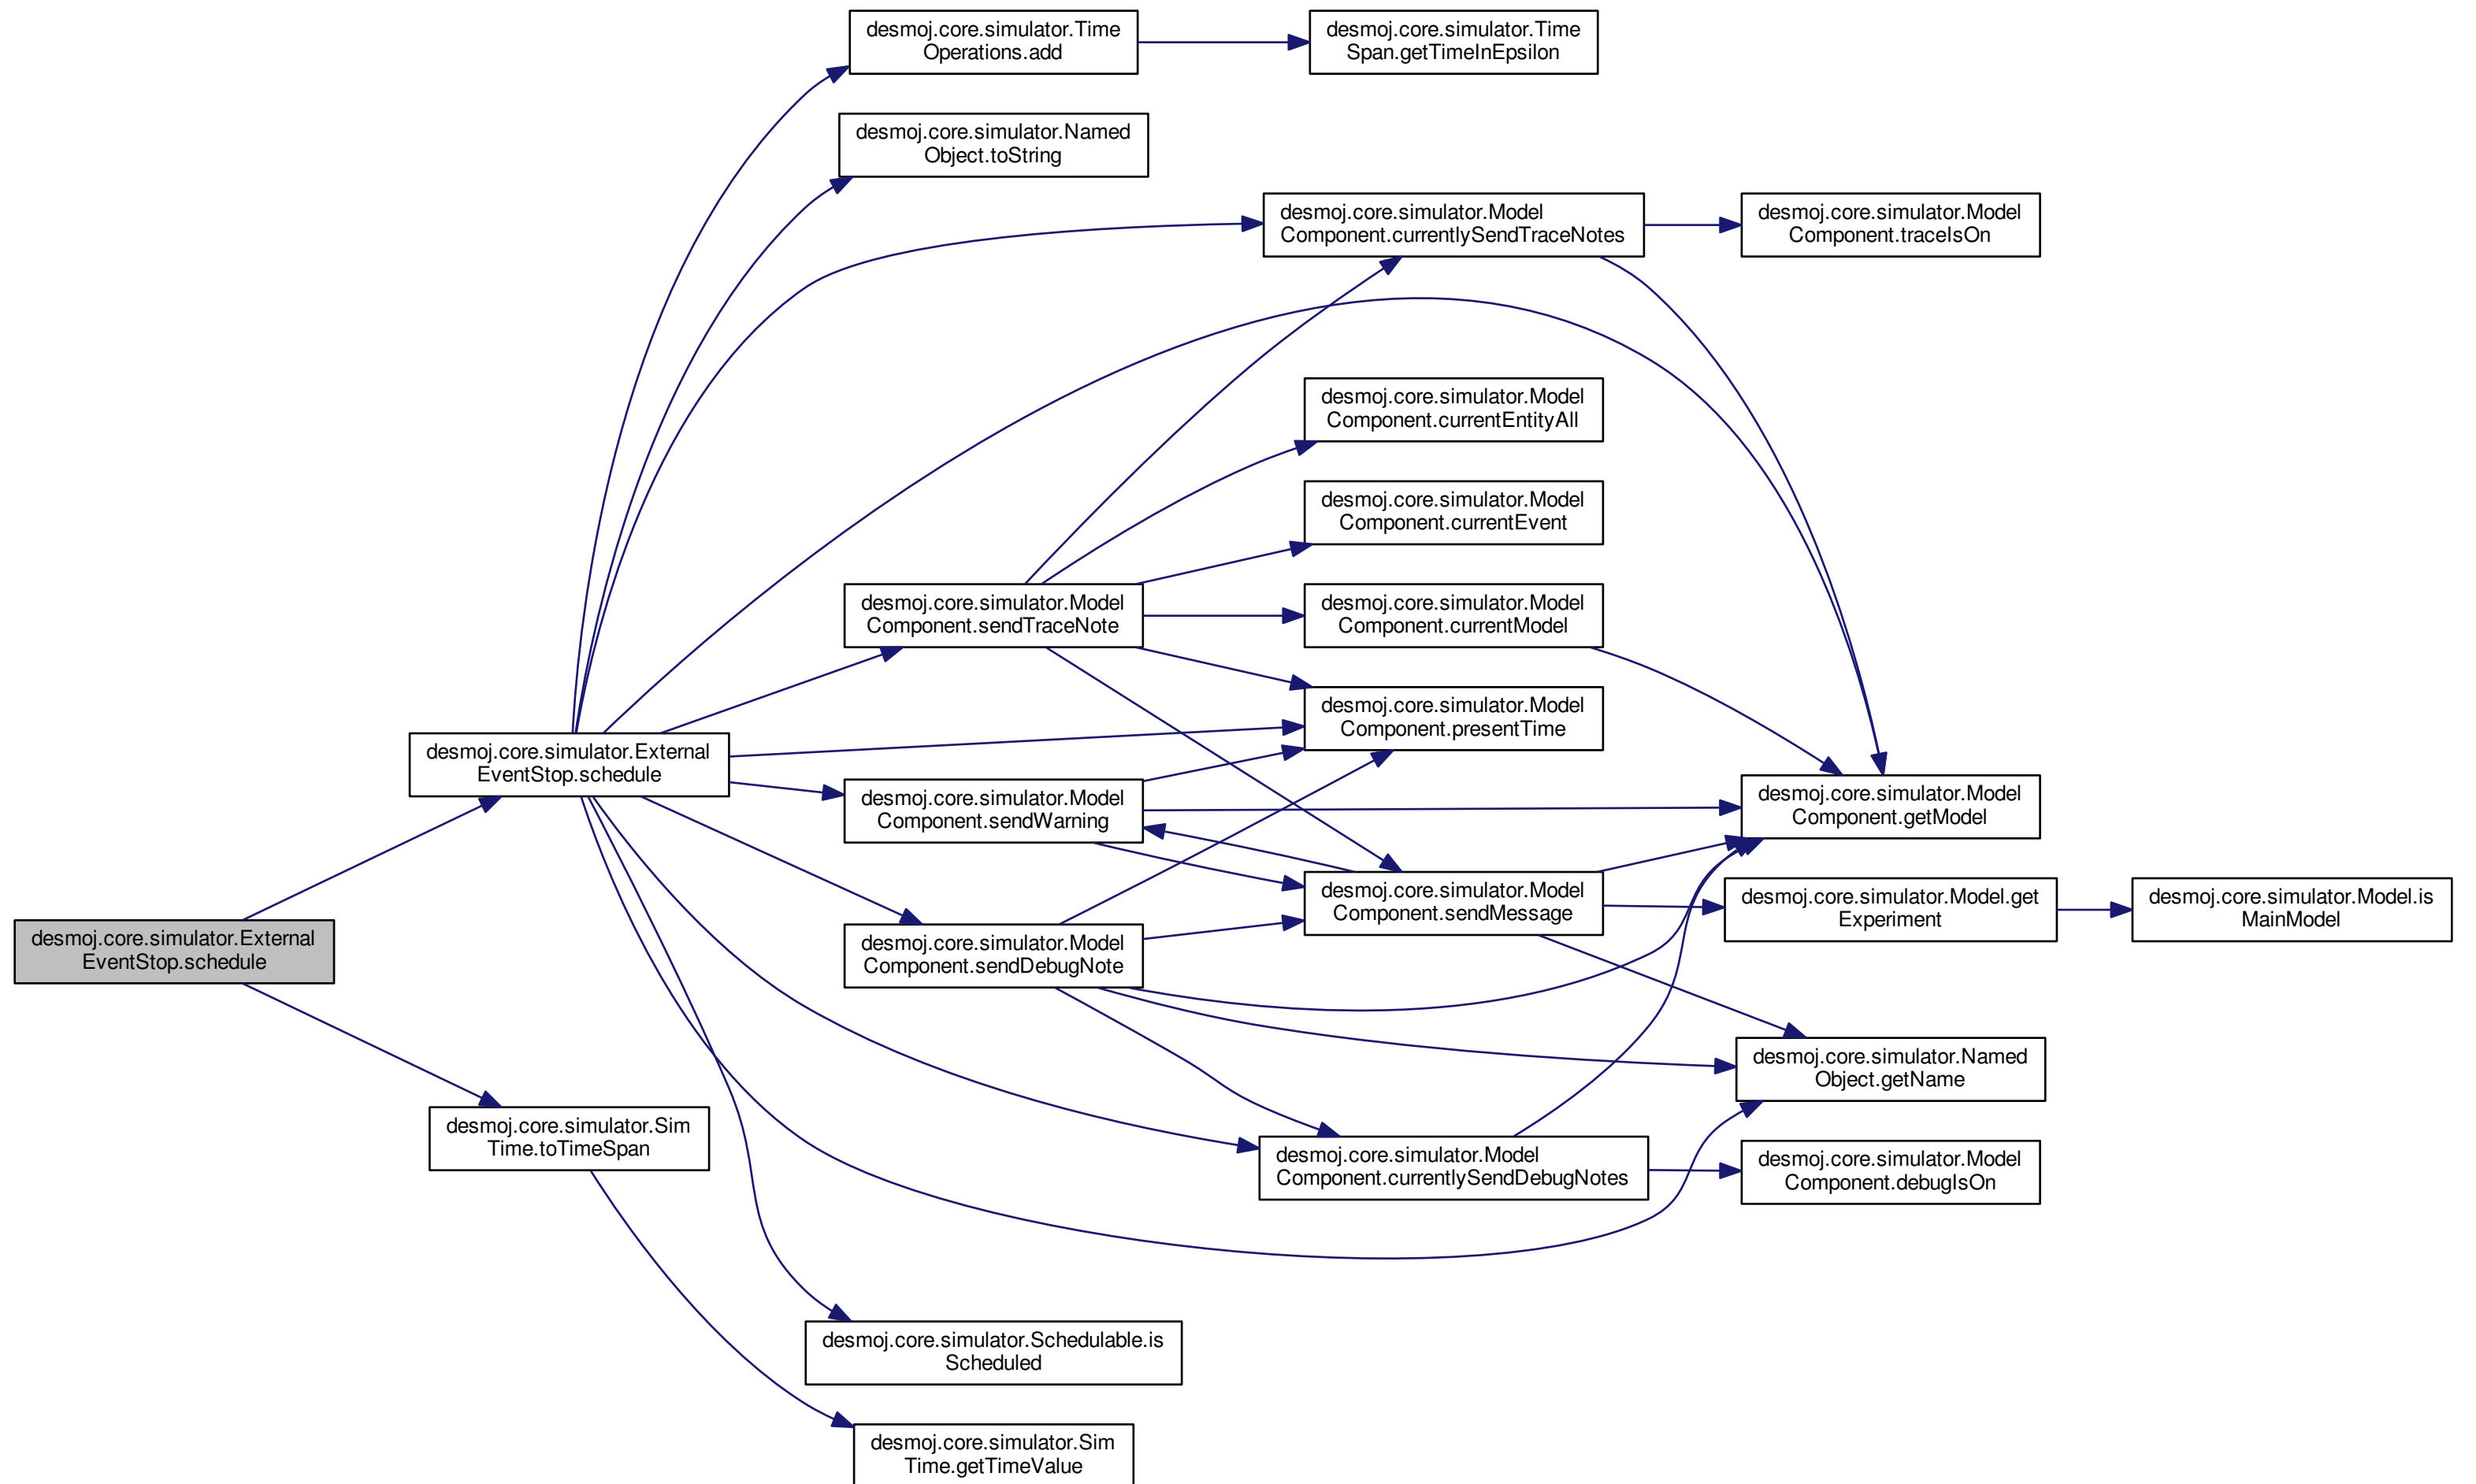 desmoj.core.simulator.Time
Operations.add
desmoj.core.simulator.Time
Span.getTimeInEpsilon
desmoj.core.simulator.Named
Object.toString
desmoj.core.simulator.Model
Component.currentlySendTraceNotes
desmoj.core.simulator.Model
Component.traceIsOn
desmoj.core.simulator.Model
Component.currentEntityAll
desmoj.core.simulator.Model
Component.currentEvent
desmoj.core.simulator.Model
Component.sendTraceNote
desmoj.core.simulator.Model
Component.currentModel
desmoj.core.simulator.Model
Component.presentTime
desmoj.core.simulator.External
EventStop.schedule
desmoj.core.simulator.Model
Component.sendWarning
desmoj.core.simulator.Model
Component.getModel
desmoj.core.simulator.Model
Component.sendMessage
desmoj.core.simulator.Model.get
Experiment
desmoj.core.simulator.Model.is
MainModel
desmoj.core.simulator.External
EventStop.schedule
desmoj.core.simulator.Model
Component.sendDebugNote
desmoj.core.simulator.Named
Object.getName
desmoj.core.simulator.Sim
Time.toTimeSpan
desmoj.core.simulator.Model
Component.currentlySendDebugNotes
desmoj.core.simulator.Model
Component.debugIsOn
desmoj.core.simulator.Schedulable.is
Scheduled
desmoj.core.simulator.Sim
Time.getTimeValue